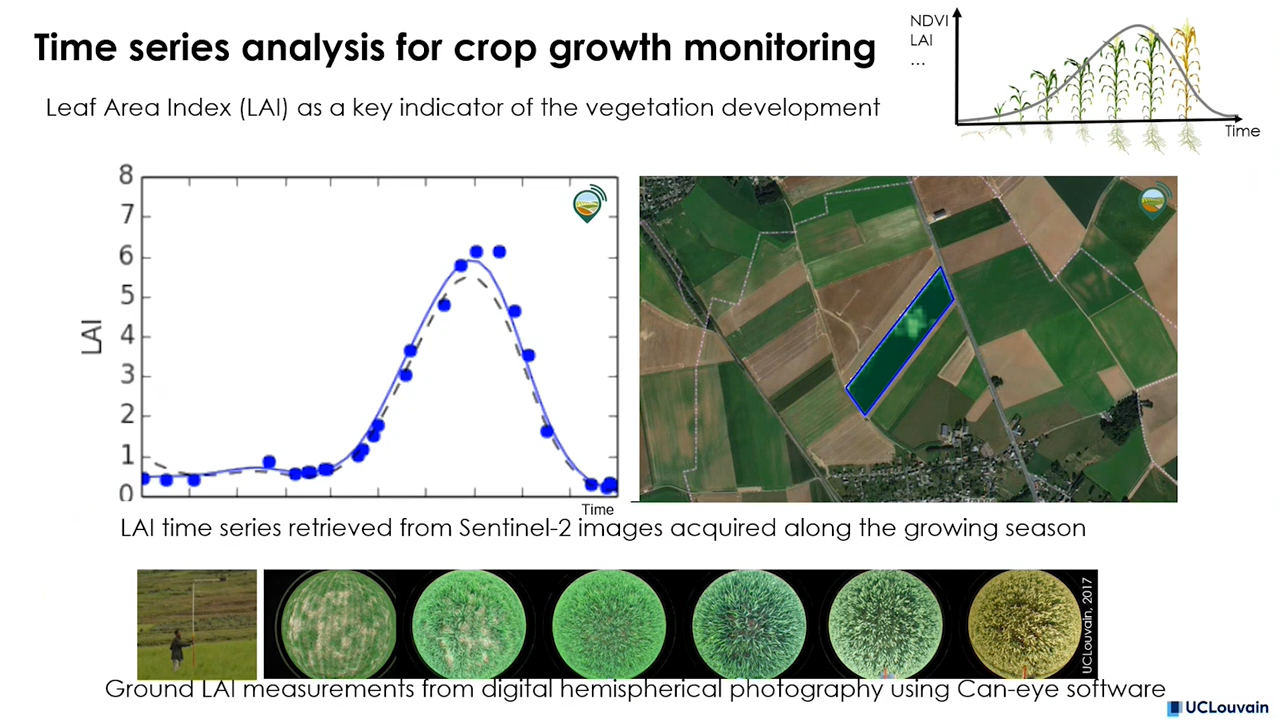 Time series analysis for crop growth monitoring
NDVI
LAI
...
Time
Leaf Area Index (LAI) as a key indicator of the vegetation development
8
7
6
5
4
3
2
1
0
LAI
Time
LAI time series retrieved from Sentinel-2 images acquired along the growing season
UCLouvain, 2017
Ground LAI measurements from digital hemispherical photography using Can-eye software
UCLouvain